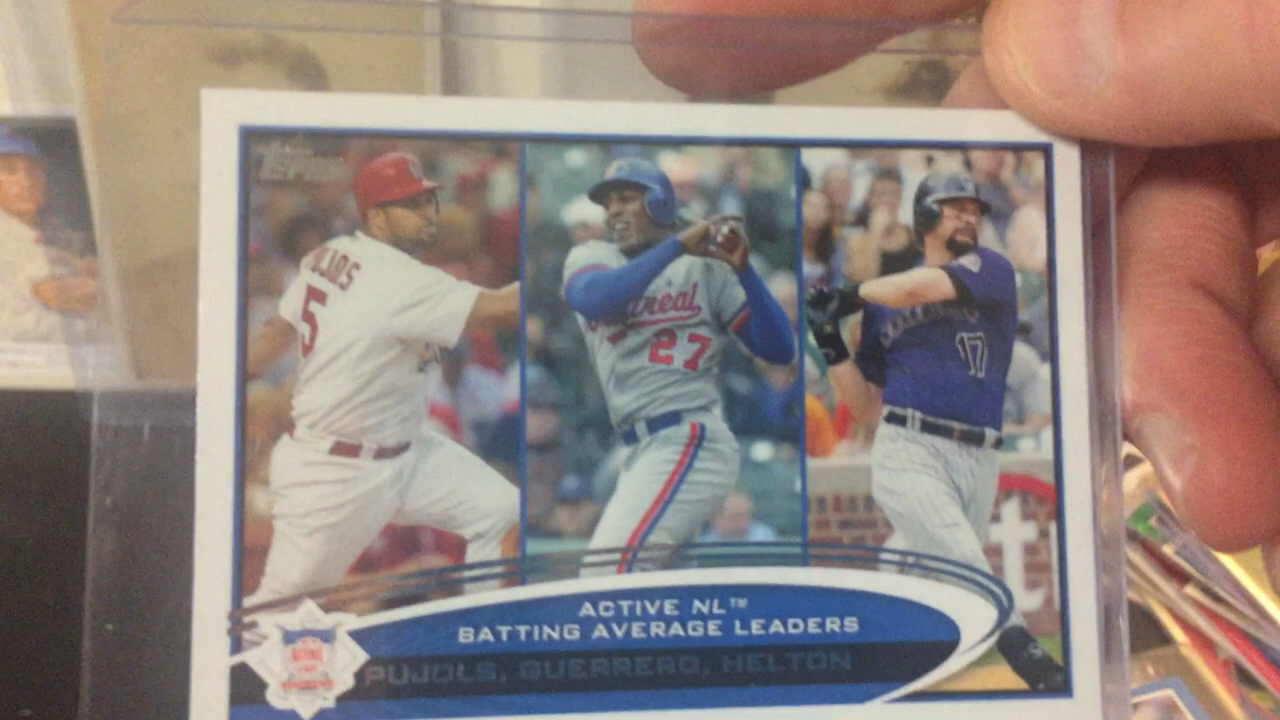 Topps
PUJOLS
5
Montreal
27
17
t
ACTIVE NL™
BATTING AVERAGE LEADERS
PUJOLS, GUERRERO, HELTON